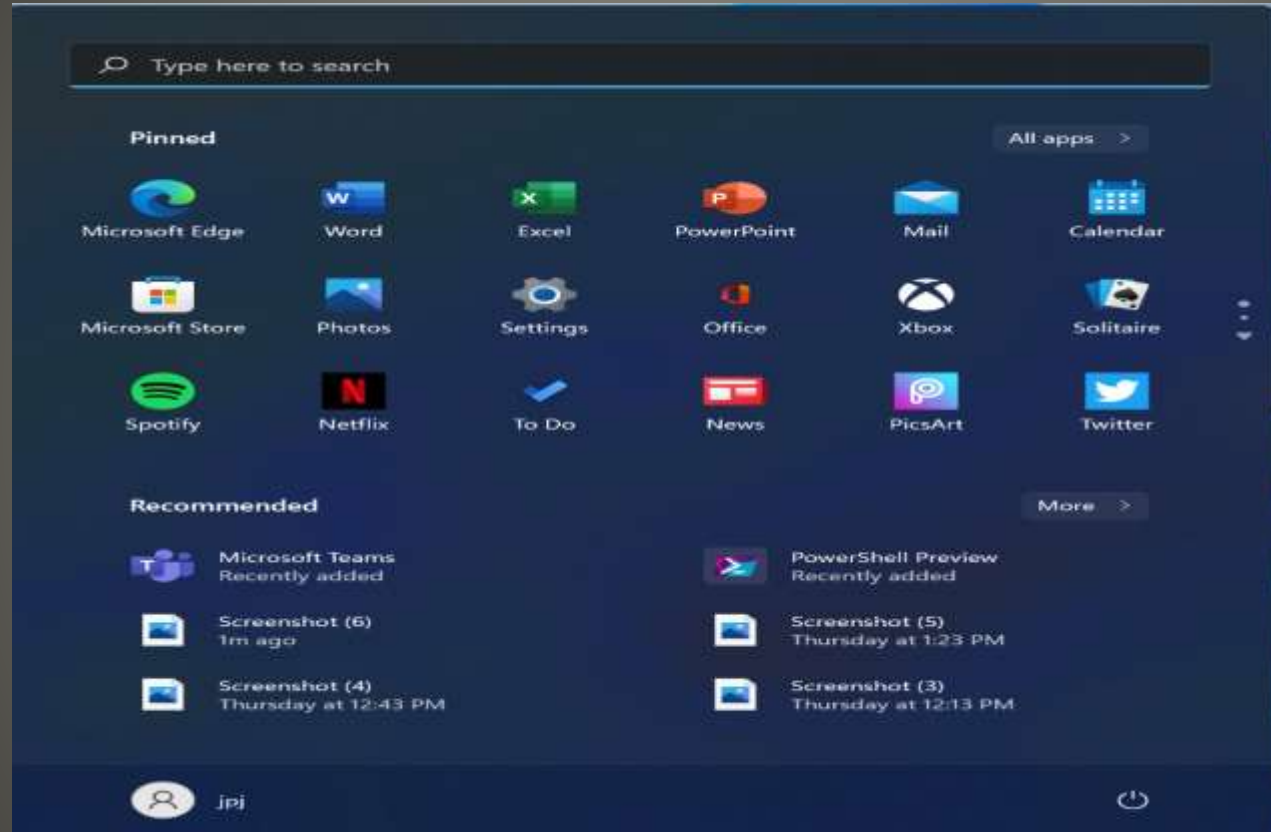 Type here to search
Pinned
All apps >
Microsoft Edge Word Excel PowerPoint Mail Calendar
Microsoft Store Photos Settings Office Xbox Solitaire
Spotify Netflix To Do News PicsArt Twitter
Recommended
More >
Microsoft Teams
Recently added
PowerShell Preview
Recently added
Screenshot (6)
1m ago
Screenshot (5)
Thursday at 1:23 PM
Screenshot (4)
Thursday at 12:43 PM
Screenshot (3)
Thursday at 12:13 PM
jpj